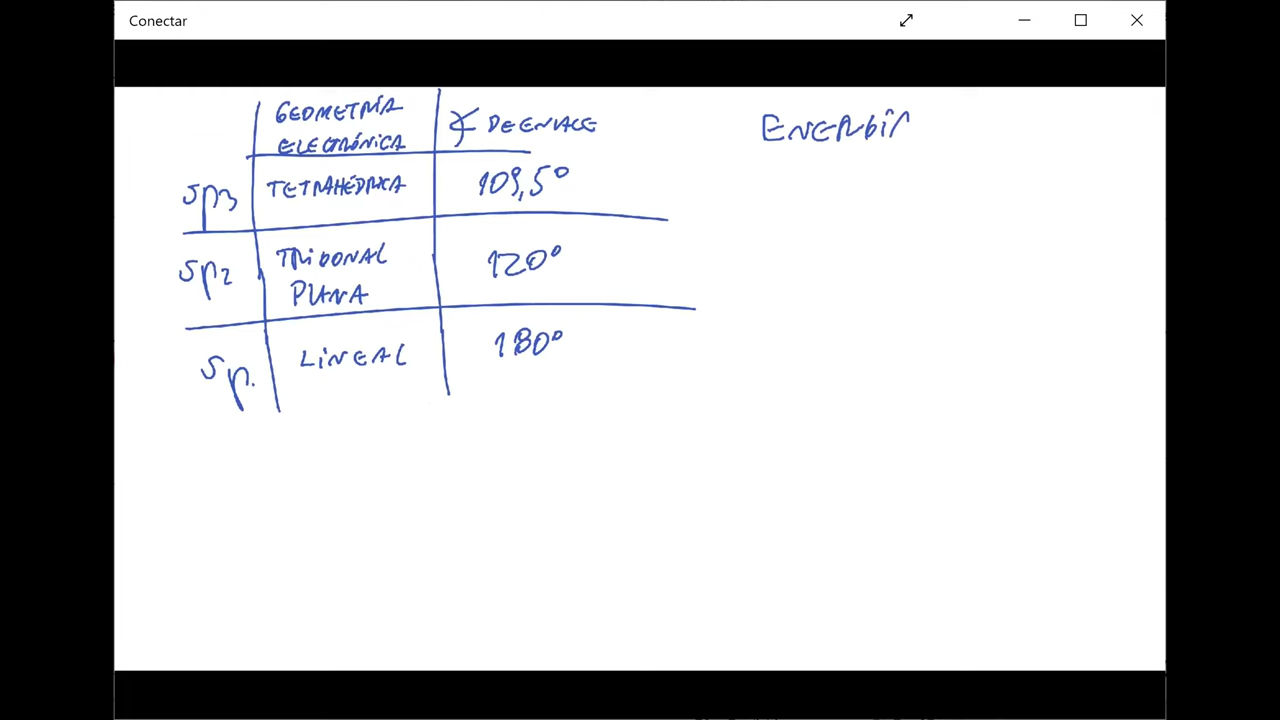 Conectar
GEOMETRÍA
ELECTRÓNICA
∢ DE ENLACE
ENERGÍA
sp3
TETRAHÉDRICA
109,5°
sp2
TRIGONAL
PLANA
120°
sp.
LINEAL
180°